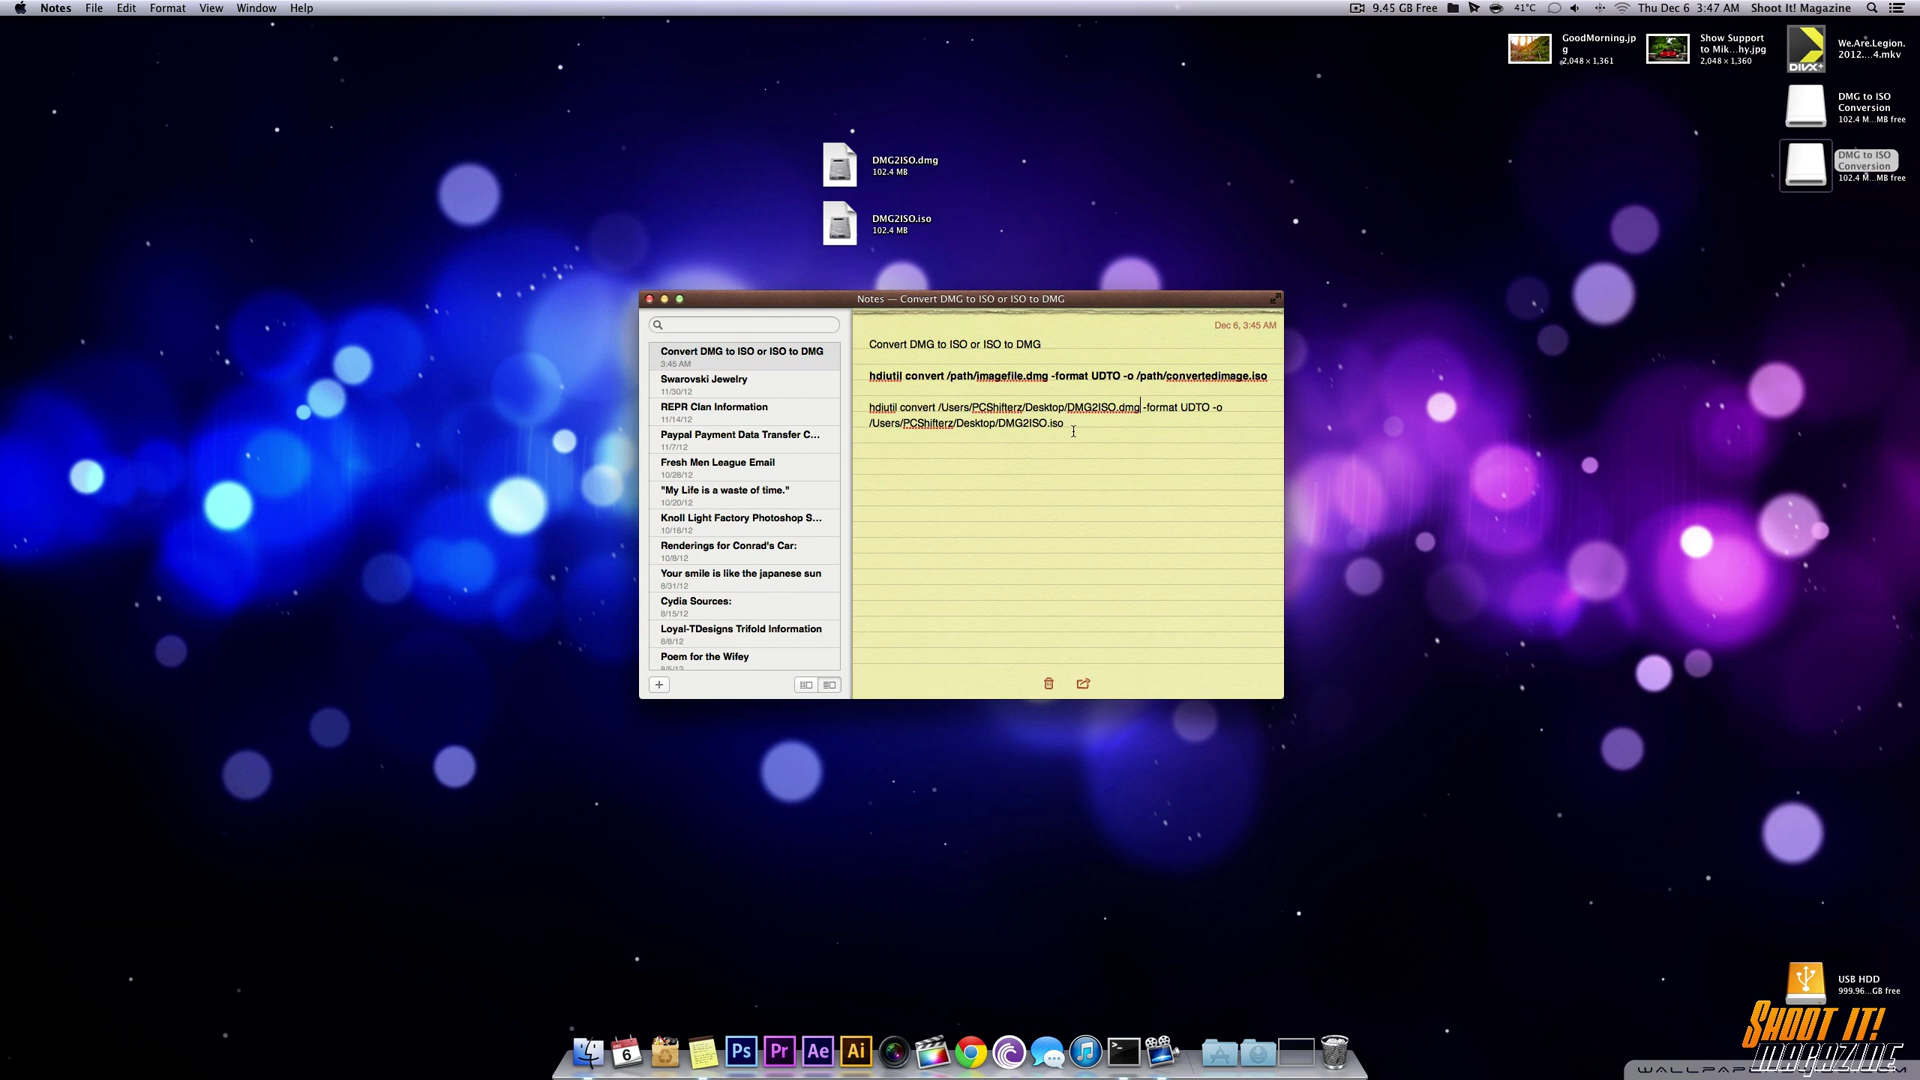 Notes File Edit Format View Window Help
9.45 GB Free 41°C Thu Dec 6 3:47 AM Shoot It! Magazine
GoodMorning.jp
g
2,048 × 1,361
Show Support
to Mik...hy.jpg
2,048 × 1,360
DIVX+
We.Are.Legion.
2012....4.mkv
DMG to ISO
Conversion
102.4 M...MB free
DMG to ISO
Conversion
102.4 M...MB free
DMG2ISO.dmg
102.4 MB
DMG2ISO.iso
102.4 MB
Notes — Convert DMG to ISO or ISO to DMG
Convert DMG to ISO or ISO to DMG
3:45 AM
Swarovski Jewelry
11/30/12
REPR Clan Information
11/14/12
Paypal Payment Data Transfer C...
11/7/12
Fresh Men League Email
10/28/12
"My Life is a waste of time."
10/20/12
Knoll Light Factory Photoshop S...
10/18/12
Renderings for Conrad's Car:
10/8/12
Your smile is like the japanese sun
8/31/12
Cydia Sources:
8/15/12
Loyal-TDesigns Trifold Information
8/8/12
Poem for the Wifey
Dec 6, 3:45 AM
Convert DMG to ISO or ISO to DMG
hdiutil convert /path/imagefile.dmg -format UDTO -o /path/convertedimage.iso
hdiutil convert /Users/PCShifterz/Desktop/DMG2ISO.dmg -format UDTO -o
/Users/PCShifterz/Desktop/DMG2ISO.iso
USB HDD
999.96...GB free
6 Ps Pr Ae Ai
SHOOT IT!
MAGAZINE